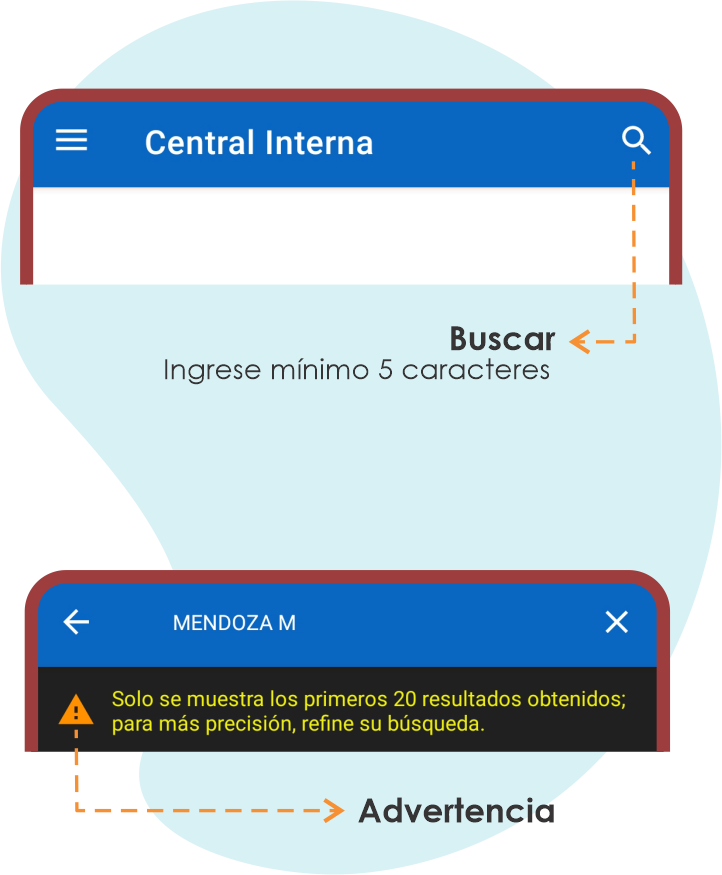 Central Interna
Buscar
Ingrese mínimo 5 caracteres
MENDOZA M
Solo se muestra los primeros 20 resultados obtenidos;
para más precisión, refine su búsqueda.
Advertencia